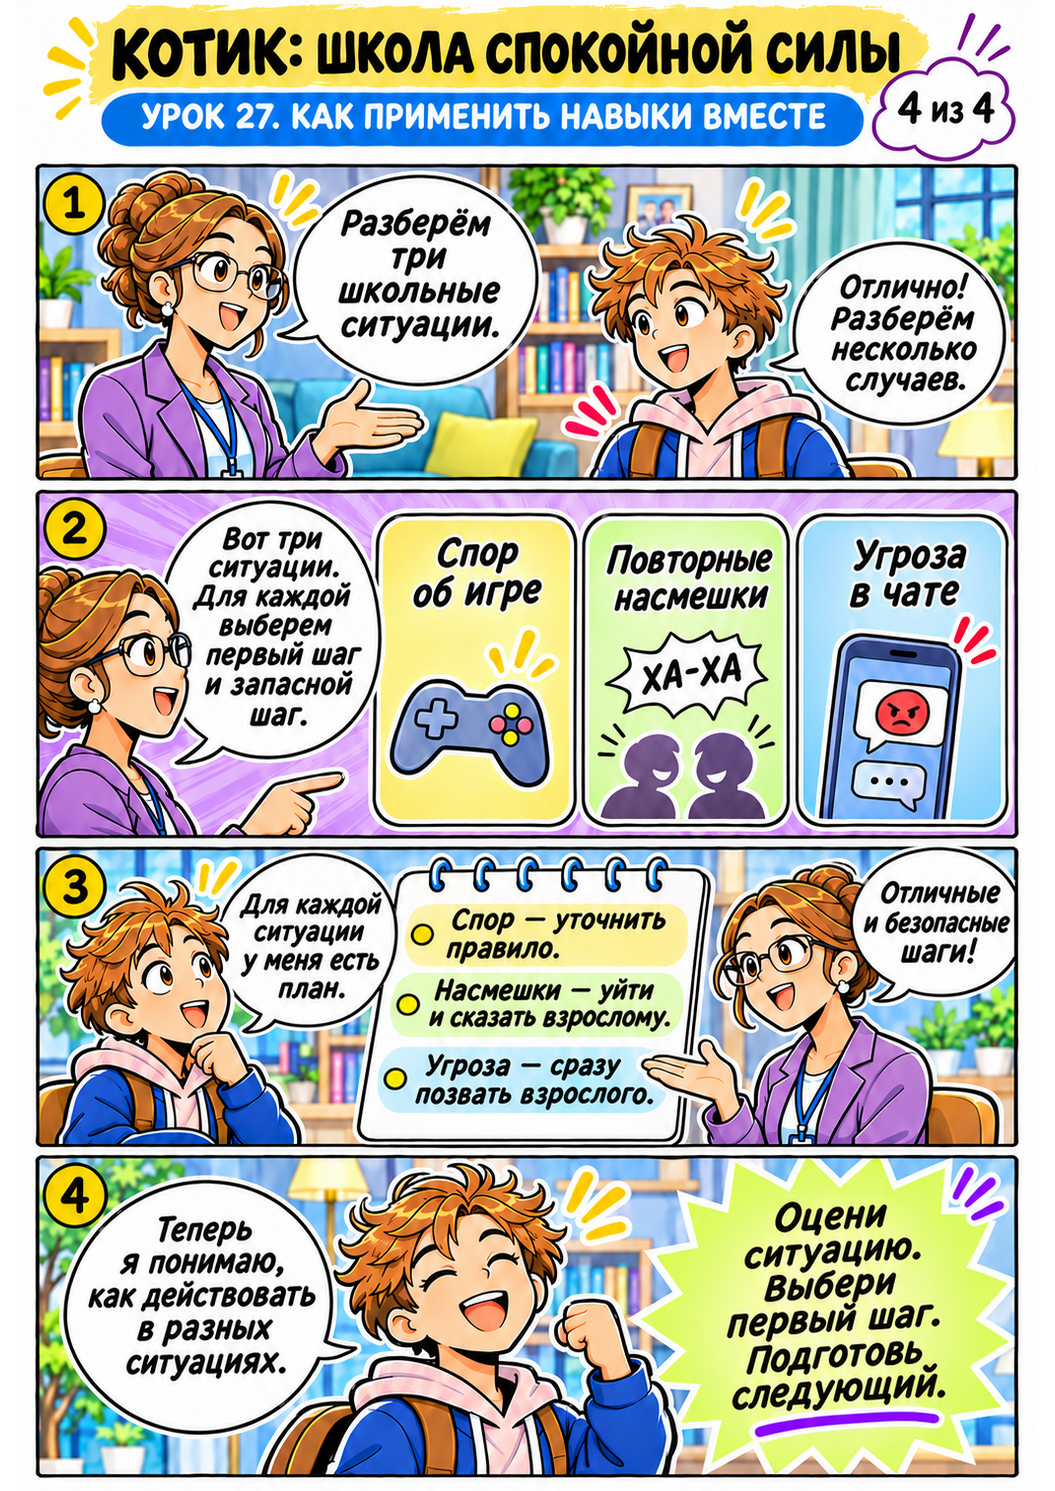 КОТИК: ШКОЛА СПОКОЙНОЙ СИЛЫ
УРОК 27. КАК ПРИМЕНИТЬ НАВЫКИ ВМЕСТЕ
4 из 4
1
Разберём
три
школьные
ситуации.
Отлично!
Разберём
несколько
случаев.
2
Вот три
ситуации.
Для каждой
выберем
первый шаг
и запасной
шаг.
Спор
об игре
Повторные
насмешки
ХА-ХА
Угроза
в чате
3
Для каждой
ситуации
у меня есть
план.
Спор — уточнить
правило.
Насмешки — уйти
и сказать взрослому.
Угроза — сразу
позвать взрослого.
Отличные
и безопасные
шаги!
4
Теперь
я понимаю,
как действовать
в разных
ситуациях.
Оцени
ситуацию.
Выбери
первый шаг.
Подготовь
следующий.